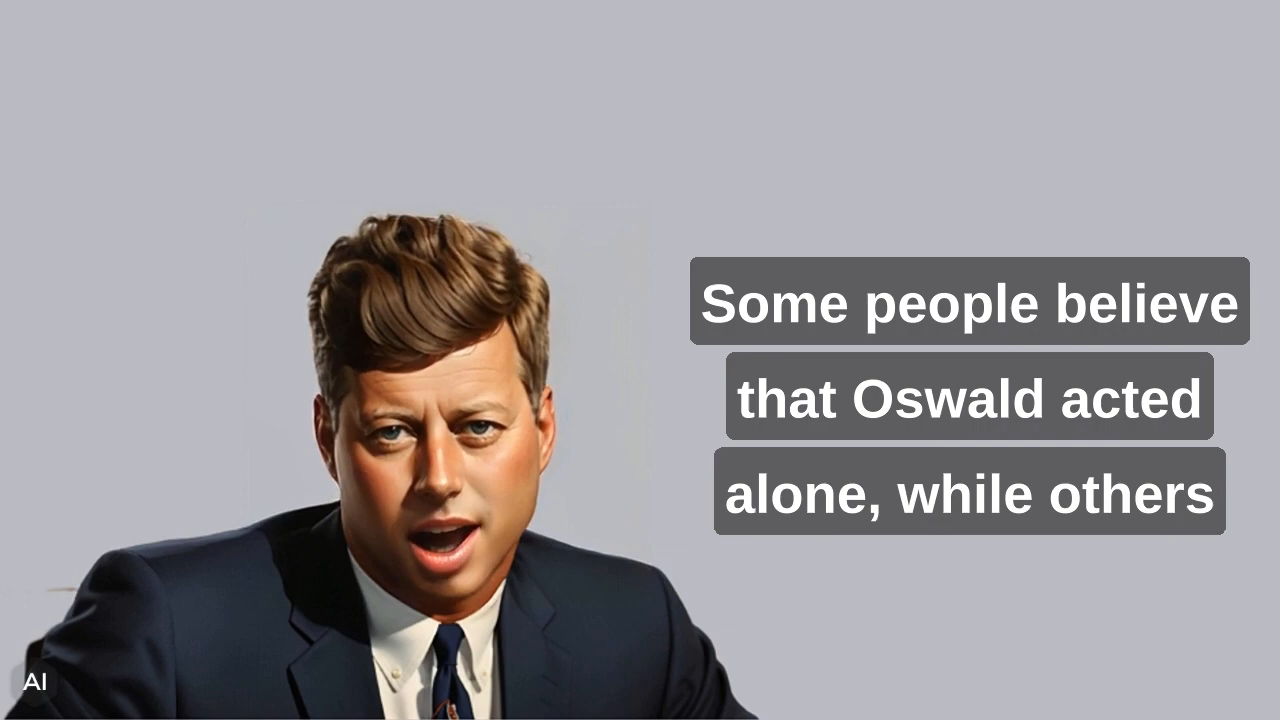 Some people believe
that Oswald acted
alone, while others
AI